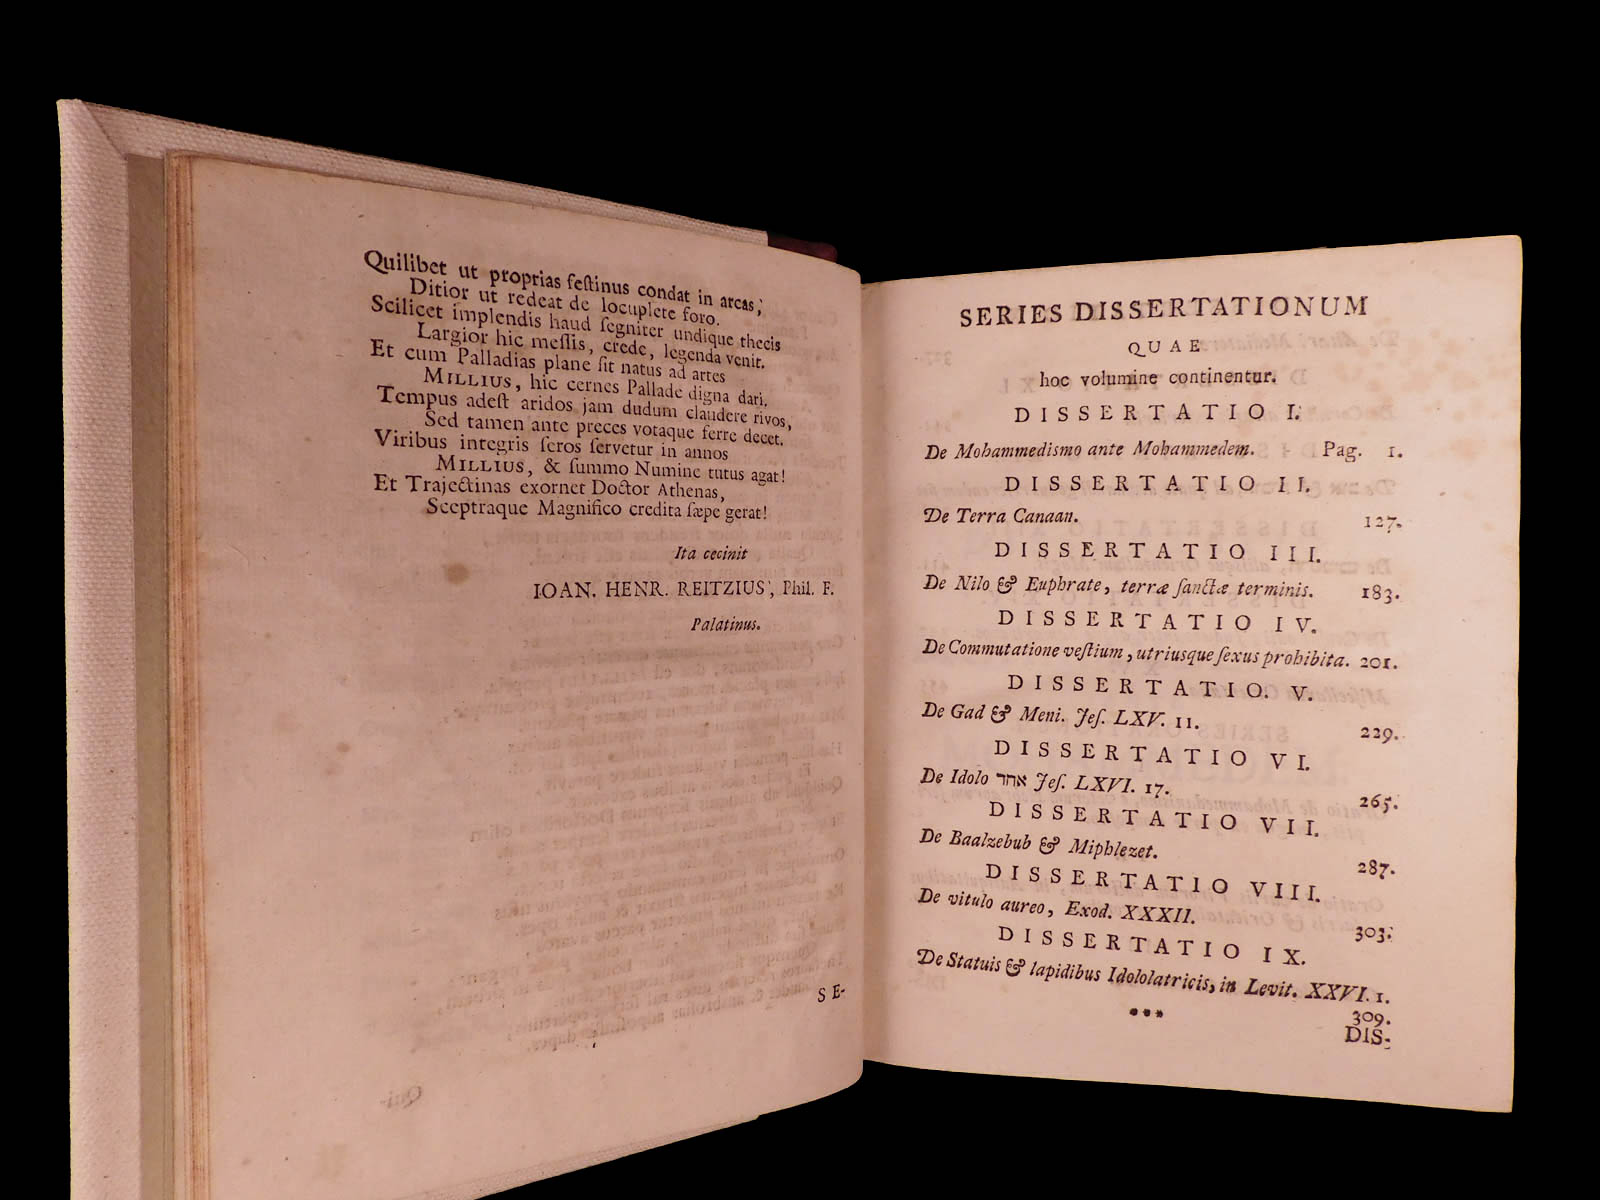 Quilibet ut proprias feſtinus condat in arcas,
Ditior ut redeat de locuplete foro.
Scilicet implendis haud ſegniter undique thecis
Largior hic meſſis, crede, legenda venit.
Et cum Palladias plane ſit natus ad artes
MILLIUS, hic cernes Pallade digna dari.
Tempus adeſt aridos jam dudum claudere rivos,
Sed tamen ante preces votaque ferre decet.
Viribus integris ſeros ſervetur in annos
MILLIUS, & ſummo Numine tutus agat!
Et Trajectinas exornet Doctor Athenas,
Sceptraque Magnifico credita ſæpe gerat!
Ita cecinit
IOAN. HENR. REITZIUS, Phil. F.
Palatinus.
SE-
SERIES DISSERTATIONUM
QUAE
hoc volumine continentur.
DISSERTATIO I.
De Mohammedismo ante Mohammedem. Pag. 1.
DISSERTATIO II.
De Terra Canaan. 127.
DISSERTATIO III.
De Nilo & Euphrate, terræ ſanctæ terminis. 183.
DISSERTATIO IV.
De Commutatione veſtium, utriusque ſexus prohibita. 201.
DISSERTATIO. V.
De Gad & Meni. Jeſ. LXV. 11. 229.
DISSERTATIO VI.
De Idolo אחד Jeſ. LXVI. 17. 265.
DISSERTATIO VII.
De Baalzebub & Miphlezet. 287.
DISSERTATIO VIII.
De vitulo aureo, Exod. XXXII. 303.
DISSERTATIO IX.
De Statuis & lapidibus Idololatricis, in Levit. XXVI. 1.
*** 309.
DIS-